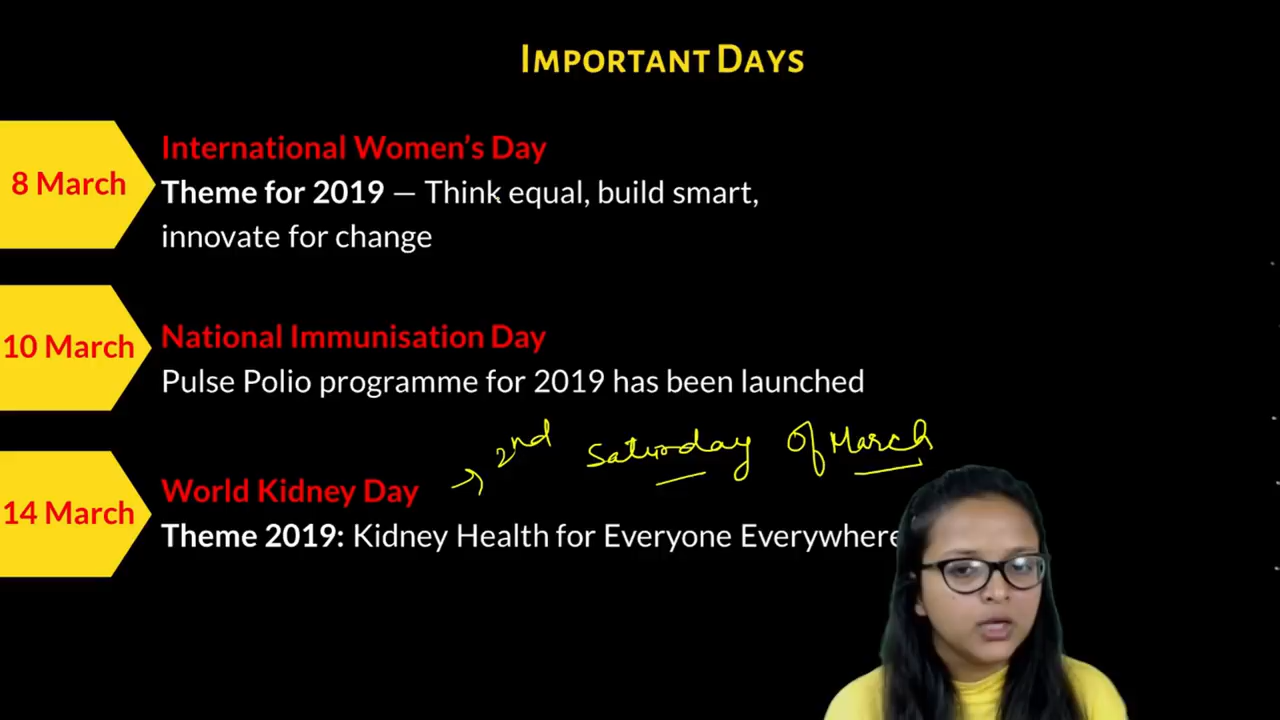 IMPORTANT DAYS
8 March
International Women's Day
Theme for 2019 — Think equal, build smart,
innovate for change
10 March
National Immunisation Day
Pulse Polio programme for 2019 has been launched
→ 2nd Saturday of March
14 March
World Kidney Day
Theme 2019: Kidney Health for Everyone Everywhere